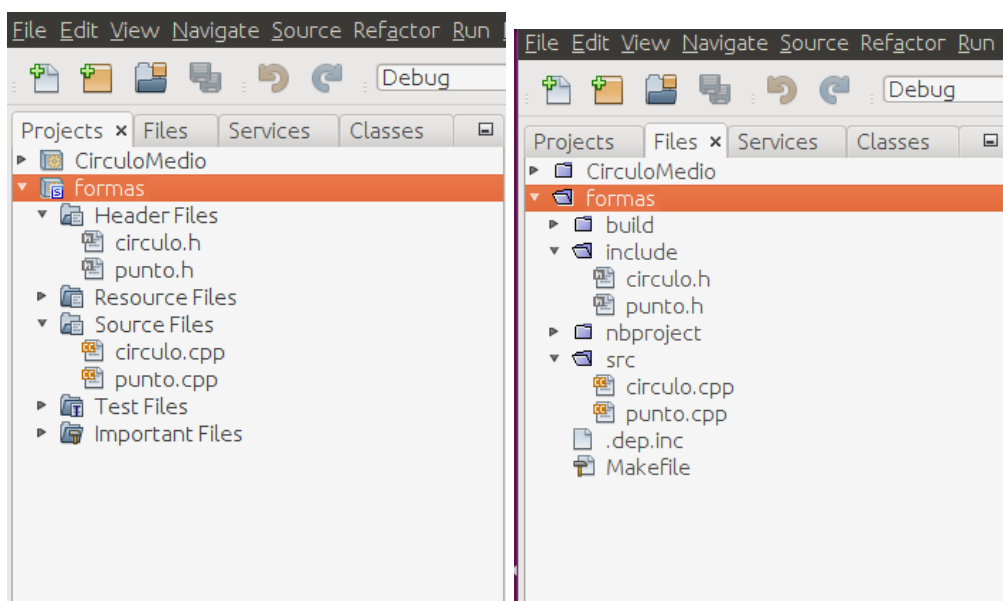 File Edit View Navigate Source Refactor Run
Debug
Projects Files Services Classes
CirculoMedio
formas
Header Files
circulo.h
punto.h
Resource Files
Source Files
circulo.cpp
punto.cpp
Test Files
Important Files
File Edit View Navigate Source Refactor Run
Debug
Projects Files Services Classes
CirculoMedio
formas
build
include
circulo.h
punto.h
nbproject
src
circulo.cpp
punto.cpp
.dep.inc
Makefile